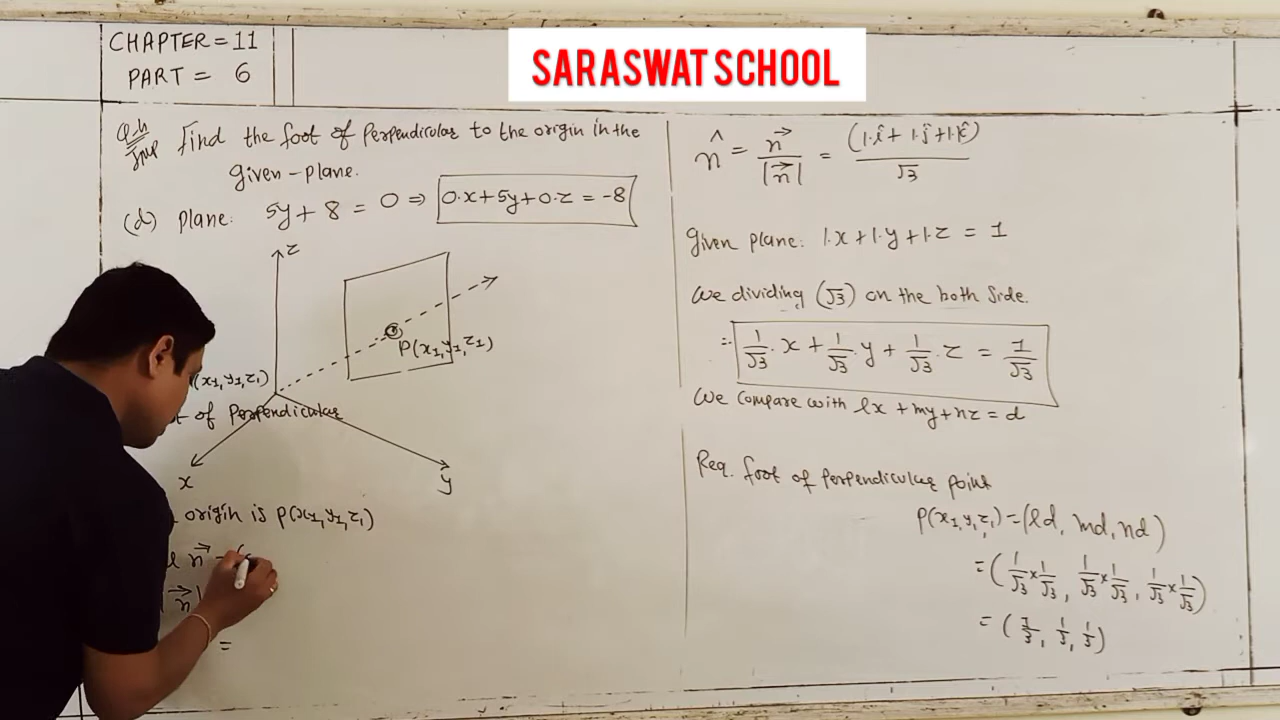 CHAPTER = 11
PART = 6
SARASWAT SCHOOL
Find the foot of Perpendicular to the origin in the
given-plane.
(d) plane: 5y + 8 = 0 ⇒ 0·x+5y+0·z = -8
z
P(x₁,y₁,z₁)
(x₁,y₁,z₁)
of Perpendicular
x
y
origin is P(x₁,y₁,z₁)
n⃗
|n⃗|
=
n̂ = n⃗/|n⃗| = (1·î + 1·ĵ + 1·k̂)/√3
Given plane: 1·x+1·y+1·z = 1
We dividing (√3) on the both side.
∴ 1/√3·x + 1/√3·y + 1/√3·z = 1/√3
We Compare with lx + my + nz = d
Req. foot of perpendicular point
P(x₁,y₁,z₁) = (ld, md, nd)
= (1/√3 × 1/√3, 1/√3 × 1/√3, 1/√3 × 1/√3)
= (1/3, 1/3, 1/3)